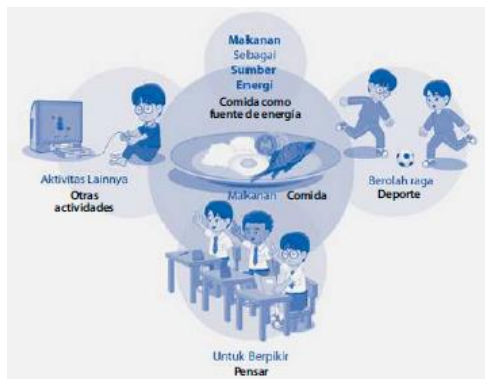 Makanan
Sebagai
Sumber
Energi
Comida como
fuente de energía
Aktivitas Lainnya
Otras
actividades
Makanan Comida
Berolah raga
Deporte
Untuk Berpikir
Pensar